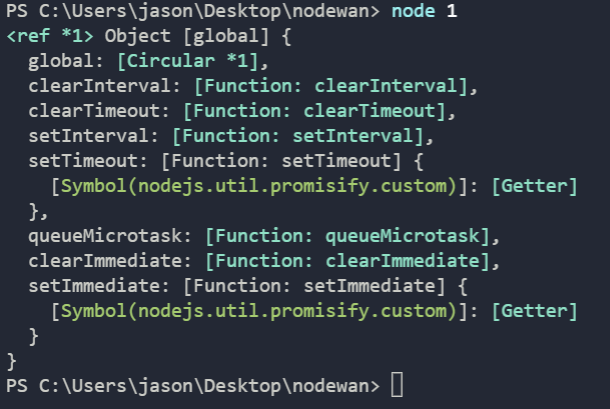 PS C:\Users\jason\Desktop\nodewan> node 1
<ref *1> Object [global] {
  global: [Circular *1],
  clearInterval: [Function: clearInterval],
  clearTimeout: [Function: clearTimeout],
  setInterval: [Function: setInterval],
  setTimeout: [Function: setTimeout] {
    [Symbol(nodejs.util.promisify.custom)]: [Getter]
  },
  queueMicrotask: [Function: queueMicrotask],
  clearImmediate: [Function: clearImmediate],
  setImmediate: [Function: setImmediate] {
    [Symbol(nodejs.util.promisify.custom)]: [Getter]
  }
}
PS C:\Users\jason\Desktop\nodewan>